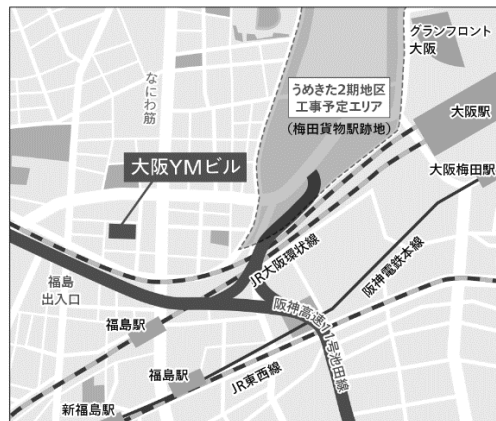 グランフロント
大阪
なにわ筋
うめきた2期地区
工事予定エリア
(梅田貨物駅跡地)
大阪駅
大阪YMビル
大阪梅田駅
JR大阪環状線
阪神電鉄本線
福島
出入口
阪神高速11号池田線
福島駅
福島駅
JR東西線
新福島駅